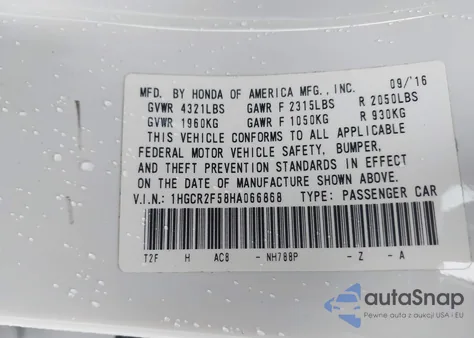 MFD. BY HONDA OF AMERICA MFG., INC. 09/16
GVWR 4321LBS GAWR F 2315LBS R 2050LBS
GVWR 1960KG GAWR F 1050KG R 930KG
THIS VEHICLE CONFORMS TO ALL APPLICABLE
FEDERAL MOTOR VEHICLE SAFETY, BUMPER,
AND THEFT PREVENTION STANDARDS IN EFFECT
ON THE DATE OF MANUFACTURE SHOWN ABOVE.
V.I.N.: 1HGCR2F58HA066868 TYPE: PASSENGER CAR
T2F H AC8 - NH788P - Z - A
autoSnap
Pewne auta z aukcji USA i EU